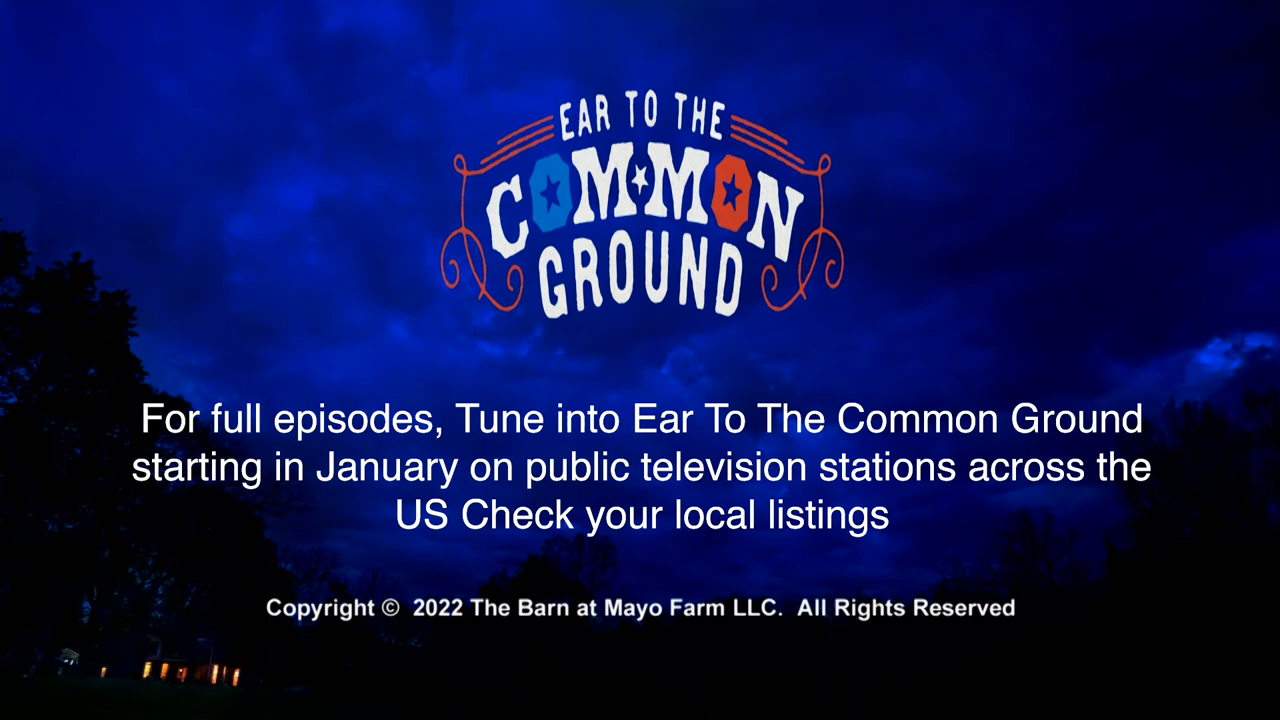 EAR TO THE
COMMON
GROUND
For full episodes, Tune into Ear To The Common Ground
starting in January on public television stations across the
US Check your local listings
Copyright © 2022 The Barn at Mayo Farm LLC. All Rights Reserved